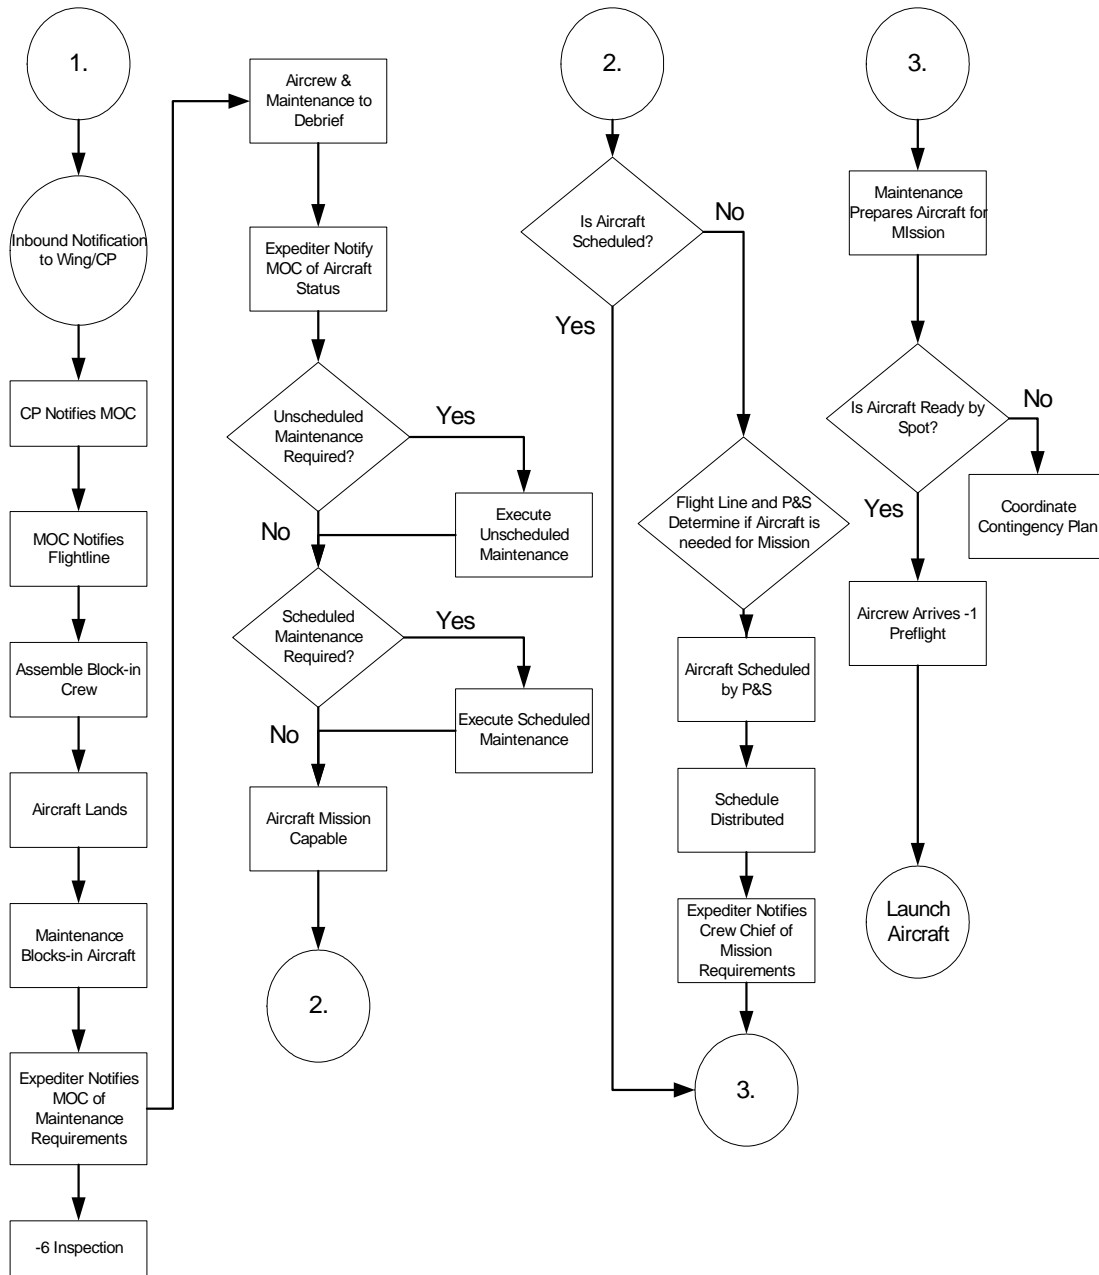 1.
Inbound Notification
to Wing/CP
CP Notifies MOC
MOC Notifies
Flightline
Assemble Block-in
Crew
Aircraft Lands
Maintenance
Blocks-in Aircraft
Expediter Notifies
MOC of
Maintenance
Requirements
-6 Inspection
Aircrew &
Maintenance to
Debrief
Expediter Notify
MOC of Aircraft
Status
Unscheduled
Maintenance
Required?
Yes
No
Execute
Unscheduled
Maintenance
Scheduled
Maintenance
Required?
Yes
No
Execute Scheduled
Maintenance
Aircraft Mission
Capable
2.
2.
Is Aircraft
Scheduled?
No
Yes
Flight Line and P&S
Determine if Aircraft is
needed for Mission
Aircraft Scheduled
by P&S
Schedule
Distributed
Expediter Notifies
Crew Chief of
Mission
Requirements
3.
3.
Maintenance
Prepares Aircraft for
MIssion
Is Aircraft Ready by
Spot?
No
Yes
Coordinate
Contingency Plan
Aircrew Arrives -1
Preflight
Launch
Aircraft